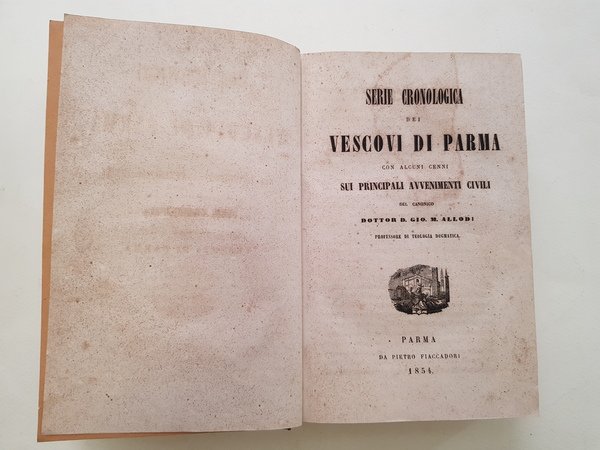 SERIE CRONOLOGICA
DEI
VESCOVI DI PARMA
CON ALCUNI CENNI
SUI PRINCIPALI AVVENIMENTI CIVILI
DEL CANONICO
DOTTOR D. GIO. M. ALLODI
PROFESSORE DI TEOLOGIA DOGMATICA.
PARMA
DA PIETRO FIACCADORI
1854.